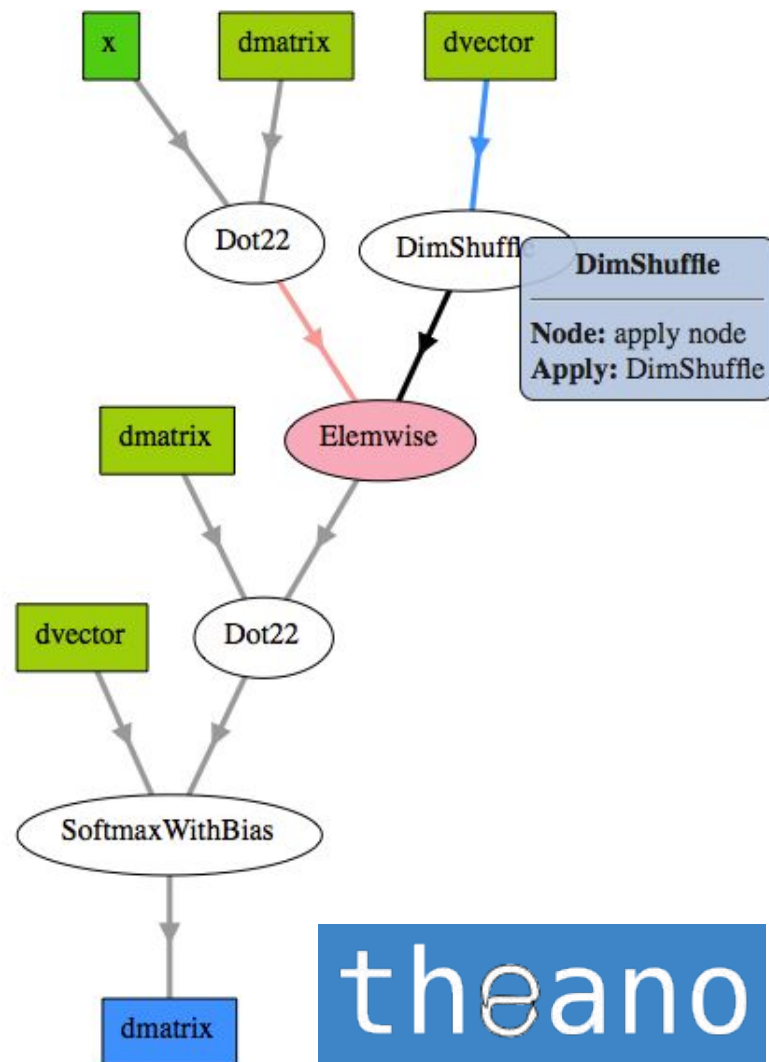 x
dmatrix
dvector
Dot22
DimShuffle
DimShuffle
Node: apply node
Apply: DimShuffle
Elemwise
dmatrix
dvector
Dot22
SoftmaxWithBias
dmatrix
theano